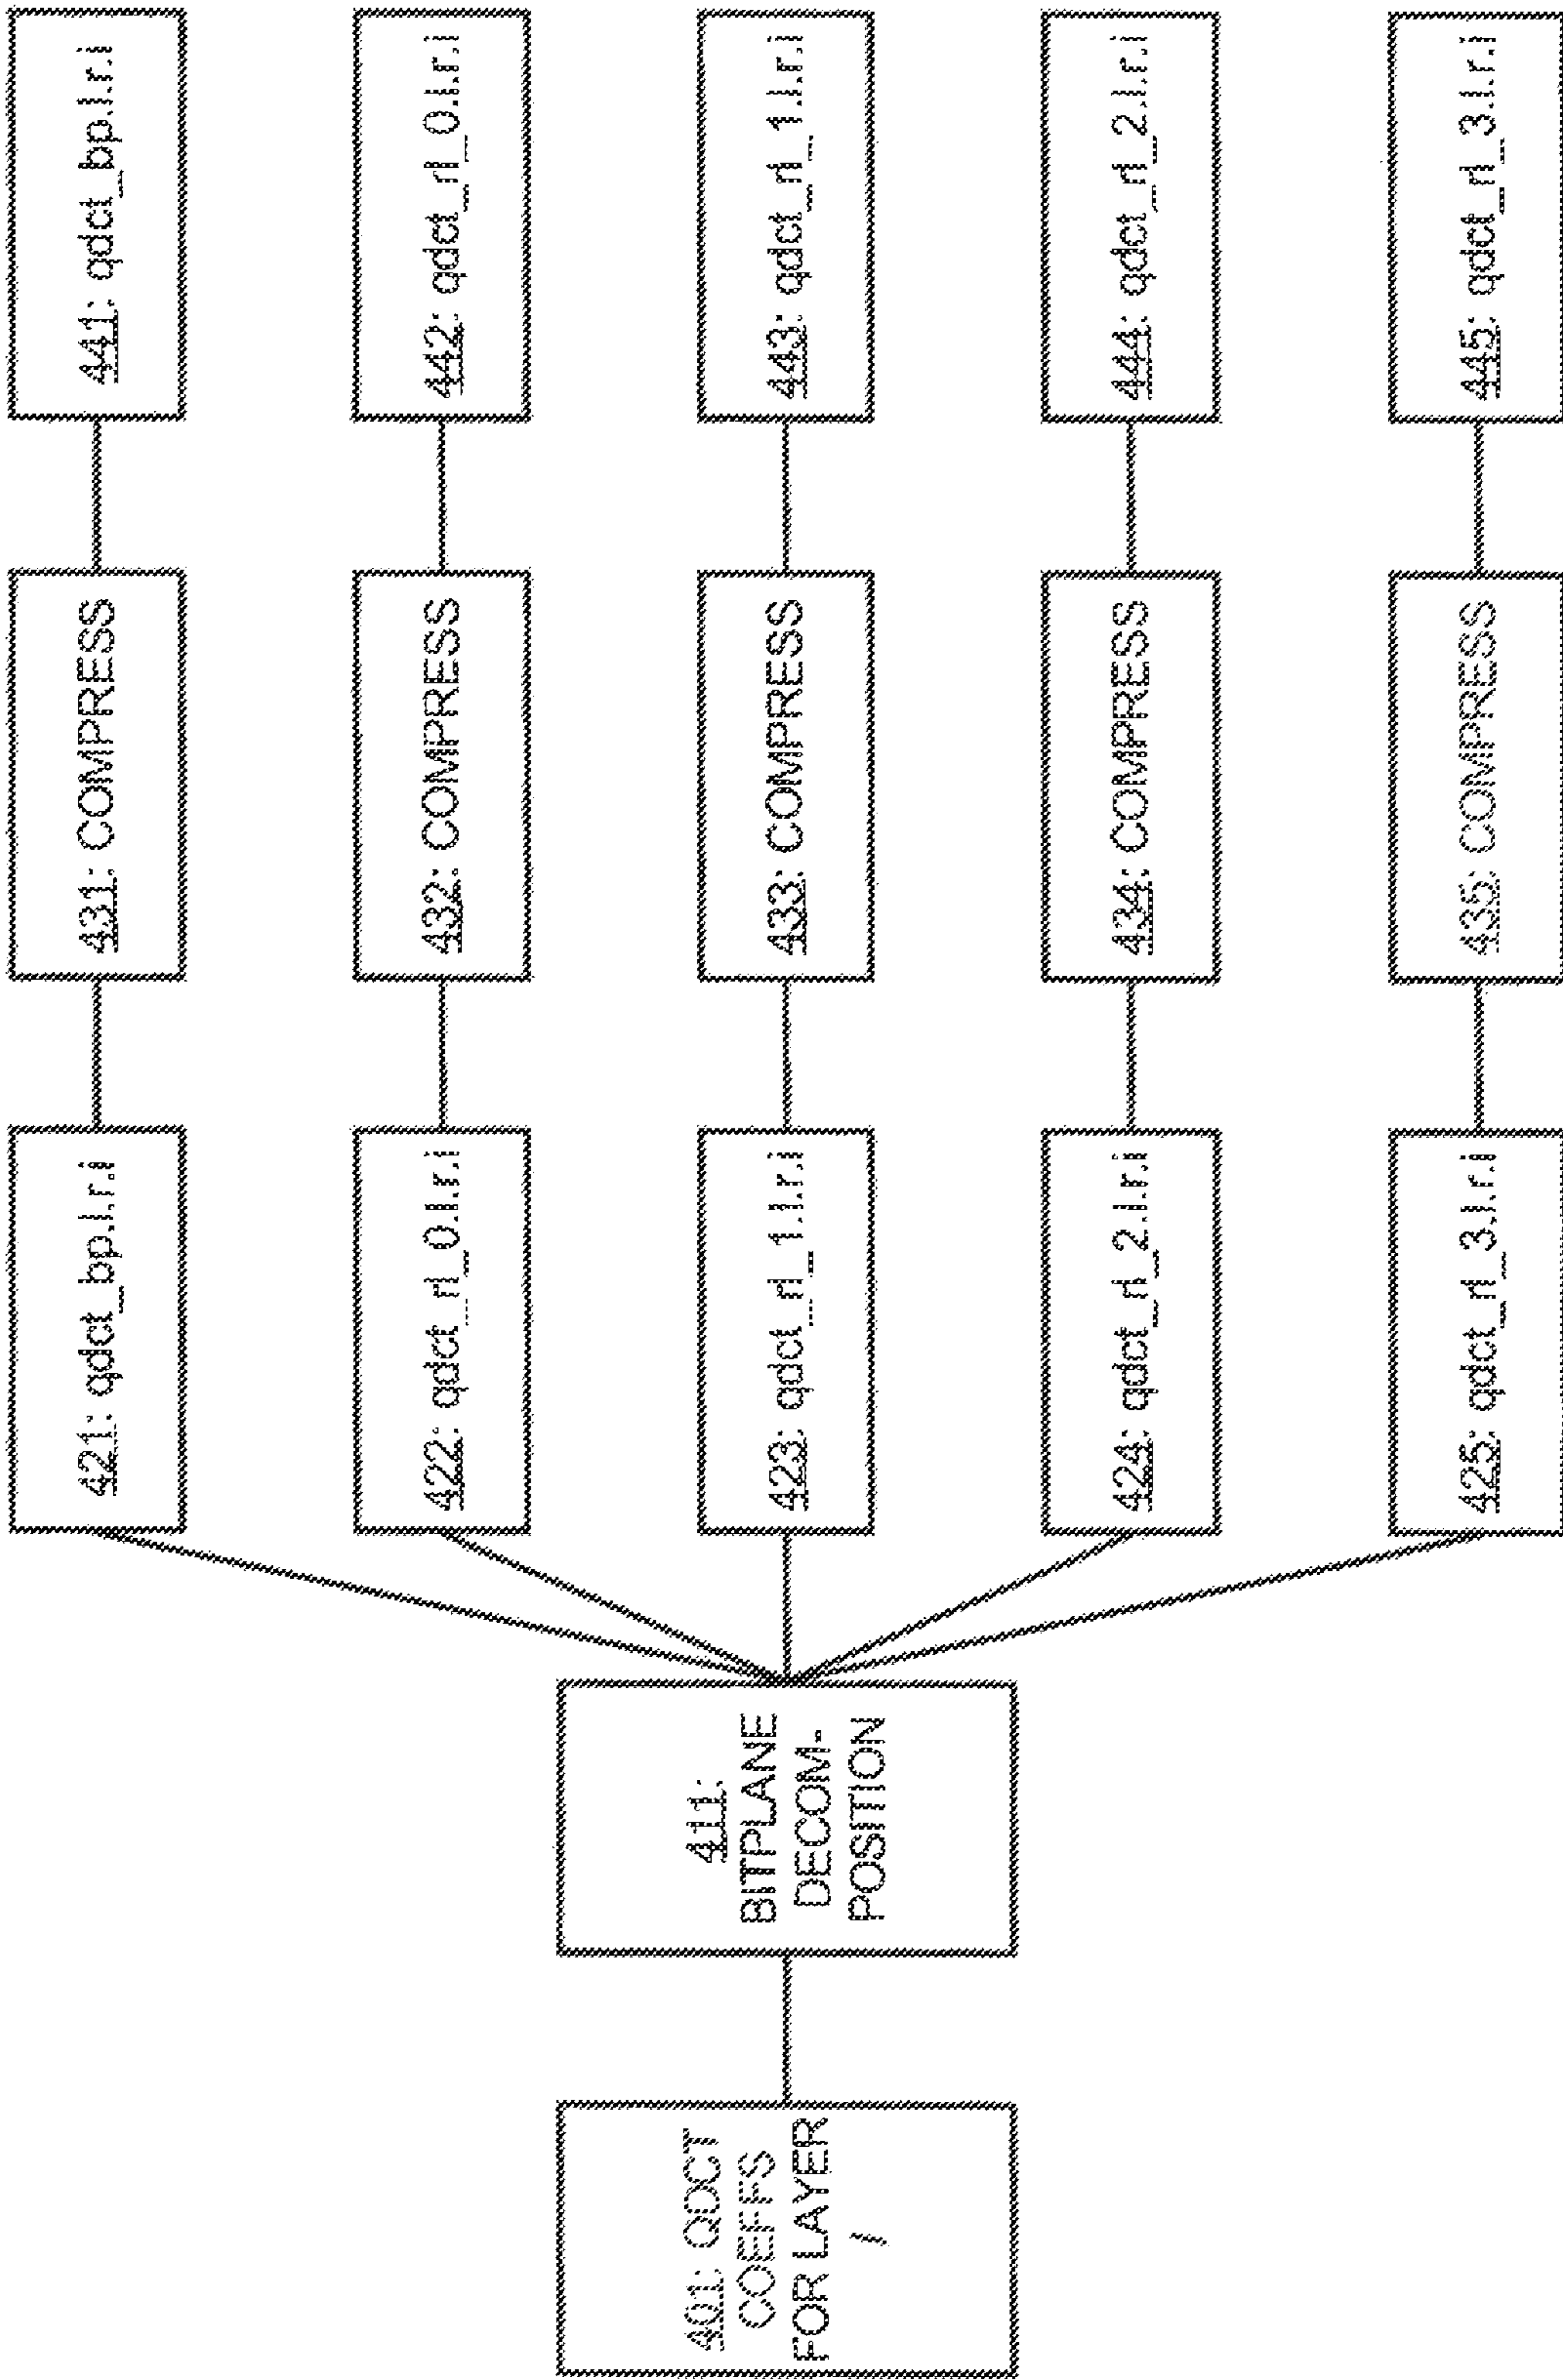 401: QDCT
COEFFS
FOR LAYER
l
411:
BITPLANE
DECOM-
POSITION
421: qdct_bp.l.r.i
431: COMPRESS
441: qdct_bp.l.r.i
422: qdct_rl_0.l.r.i
432: COMPRESS
442: qdct_rl_0.l.r.i
423: qdct_rl_1.l.r.i
433: COMPRESS
443: qdct_rl_1.l.r.i
424: qdct_rl_2.l.r.i
434: COMPRESS
444: qdct_rl_2.l.r.i
425: qdct_rl_3.l.r.i
435: COMPRESS
445: qdct_rl_3.l.r.i